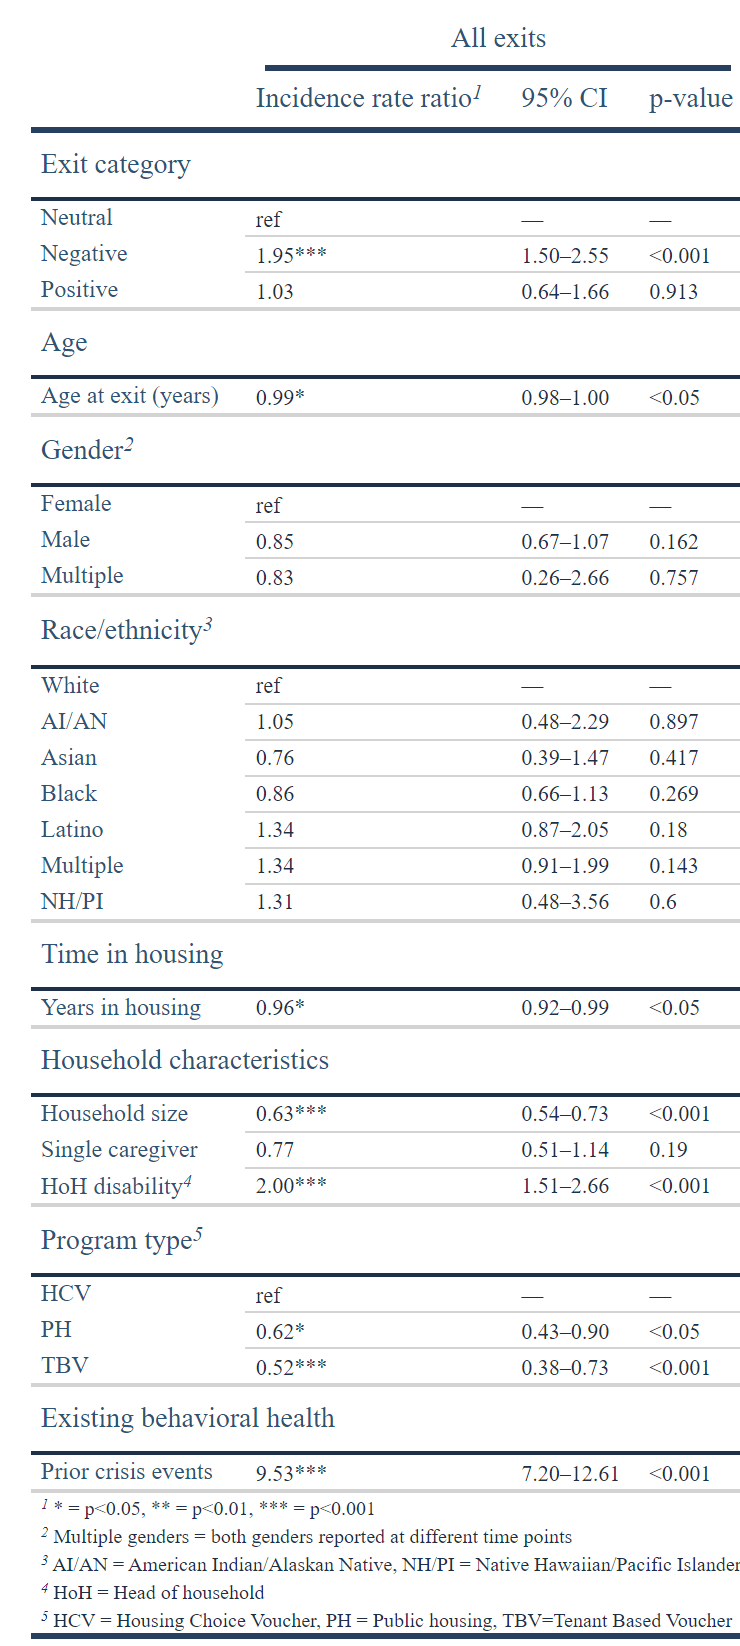 All exits
Incidence rate ratio1 95% CI p-value
Exit category
Neutral ref — —
Negative 1.95*** 1.50–2.55 <0.001
Positive 1.03 0.64–1.66 0.913
Age
Age at exit (years) 0.99* 0.98–1.00 <0.05
Gender2
Female ref — —
Male 0.85 0.67–1.07 0.162
Multiple 0.83 0.26–2.66 0.757
Race/ethnicity3
White ref — —
AI/AN 1.05 0.48–2.29 0.897
Asian 0.76 0.39–1.47 0.417
Black 0.86 0.66–1.13 0.269
Latino 1.34 0.87–2.05 0.18
Multiple 1.34 0.91–1.99 0.143
NH/PI 1.31 0.48–3.56 0.6
Time in housing
Years in housing 0.96* 0.92–0.99 <0.05
Household characteristics
Household size 0.63*** 0.54–0.73 <0.001
Single caregiver 0.77 0.51–1.14 0.19
HoH disability4 2.00*** 1.51–2.66 <0.001
Program type5
HCV ref — —
PH 0.62* 0.43–0.90 <0.05
TBV 0.52*** 0.38–0.73 <0.001
Existing behavioral health
Prior crisis events 9.53*** 7.20–12.61 <0.001
1 * = p<0.05, ** = p<0.01, *** = p<0.001
2 Multiple genders = both genders reported at different time points
3 AI/AN = American Indian/Alaskan Native, NH/PI = Native Hawaiian/Pacific Islander
4 HoH = Head of household
5 HCV = Housing Choice Voucher, PH = Public housing, TBV=Tenant Based Voucher